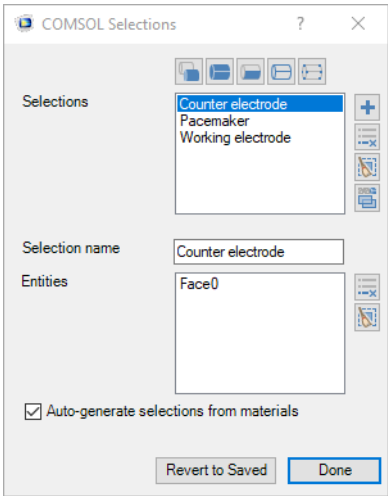 COMSOL Selections
?
Selections
Counter electrode
Pacemaker
Working electrode
Selection name
Counter electrode
Entities
Face0
Auto-generate selections from materials
Revert to Saved
Done